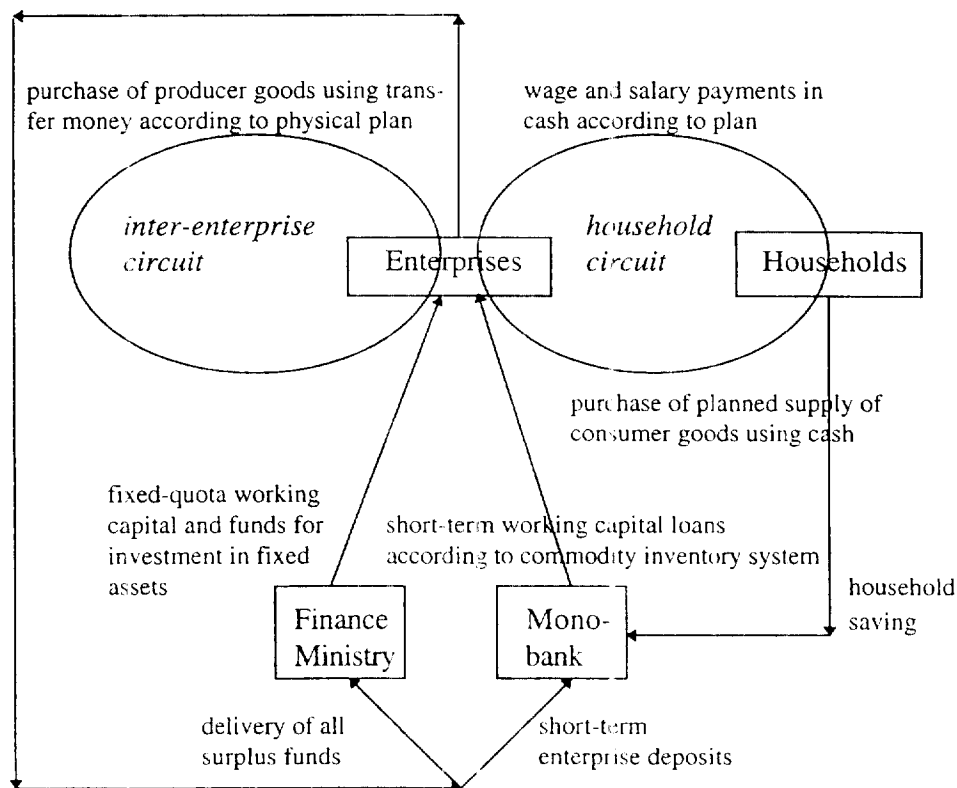 purchase of producer goods using trans-
fer money according to physical plan
wage and salary payments in
cash according to plan
inter-enterprise
circuit
Enterprises
household
circuit
Households
purchase of planned supply of
consumer goods using cash
fixed-quota working
capital and funds for
investment in fixed
assets
short-term working capital loans
according to commodity inventory system
household
saving
Finance
Ministry
Mono-
bank
delivery of all
surplus funds
short-term
enterprise deposits